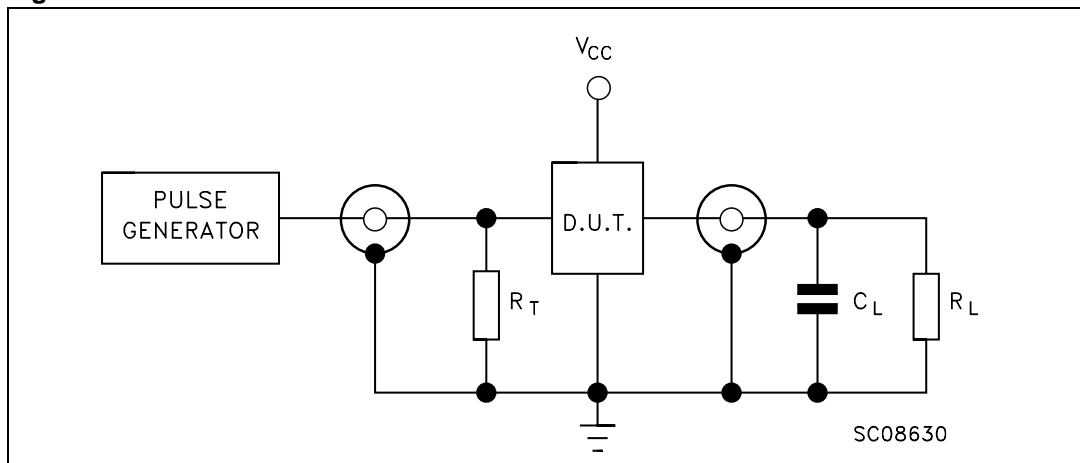 VCC
PULSE
GENERATOR
D.U.T.
RT
CL
RL
SC08630